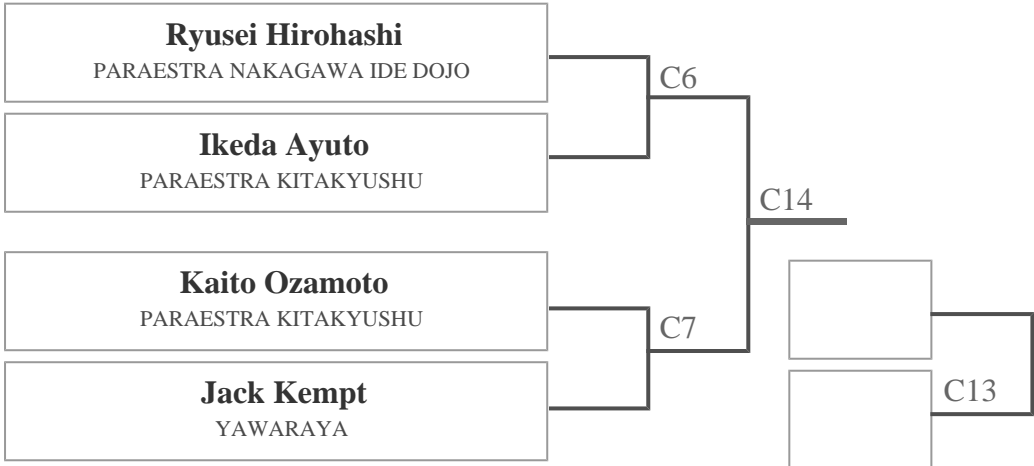 Ryusei Hirohashi
PARAESTRA NAKAGAWA IDE DOJO
C6
Ikeda Ayuto
PARAESTRA KITAKYUSHU
C14
Kaito Ozamoto
PARAESTRA KITAKYUSHU
C7
Jack Kempt
YAWARAYA
C13